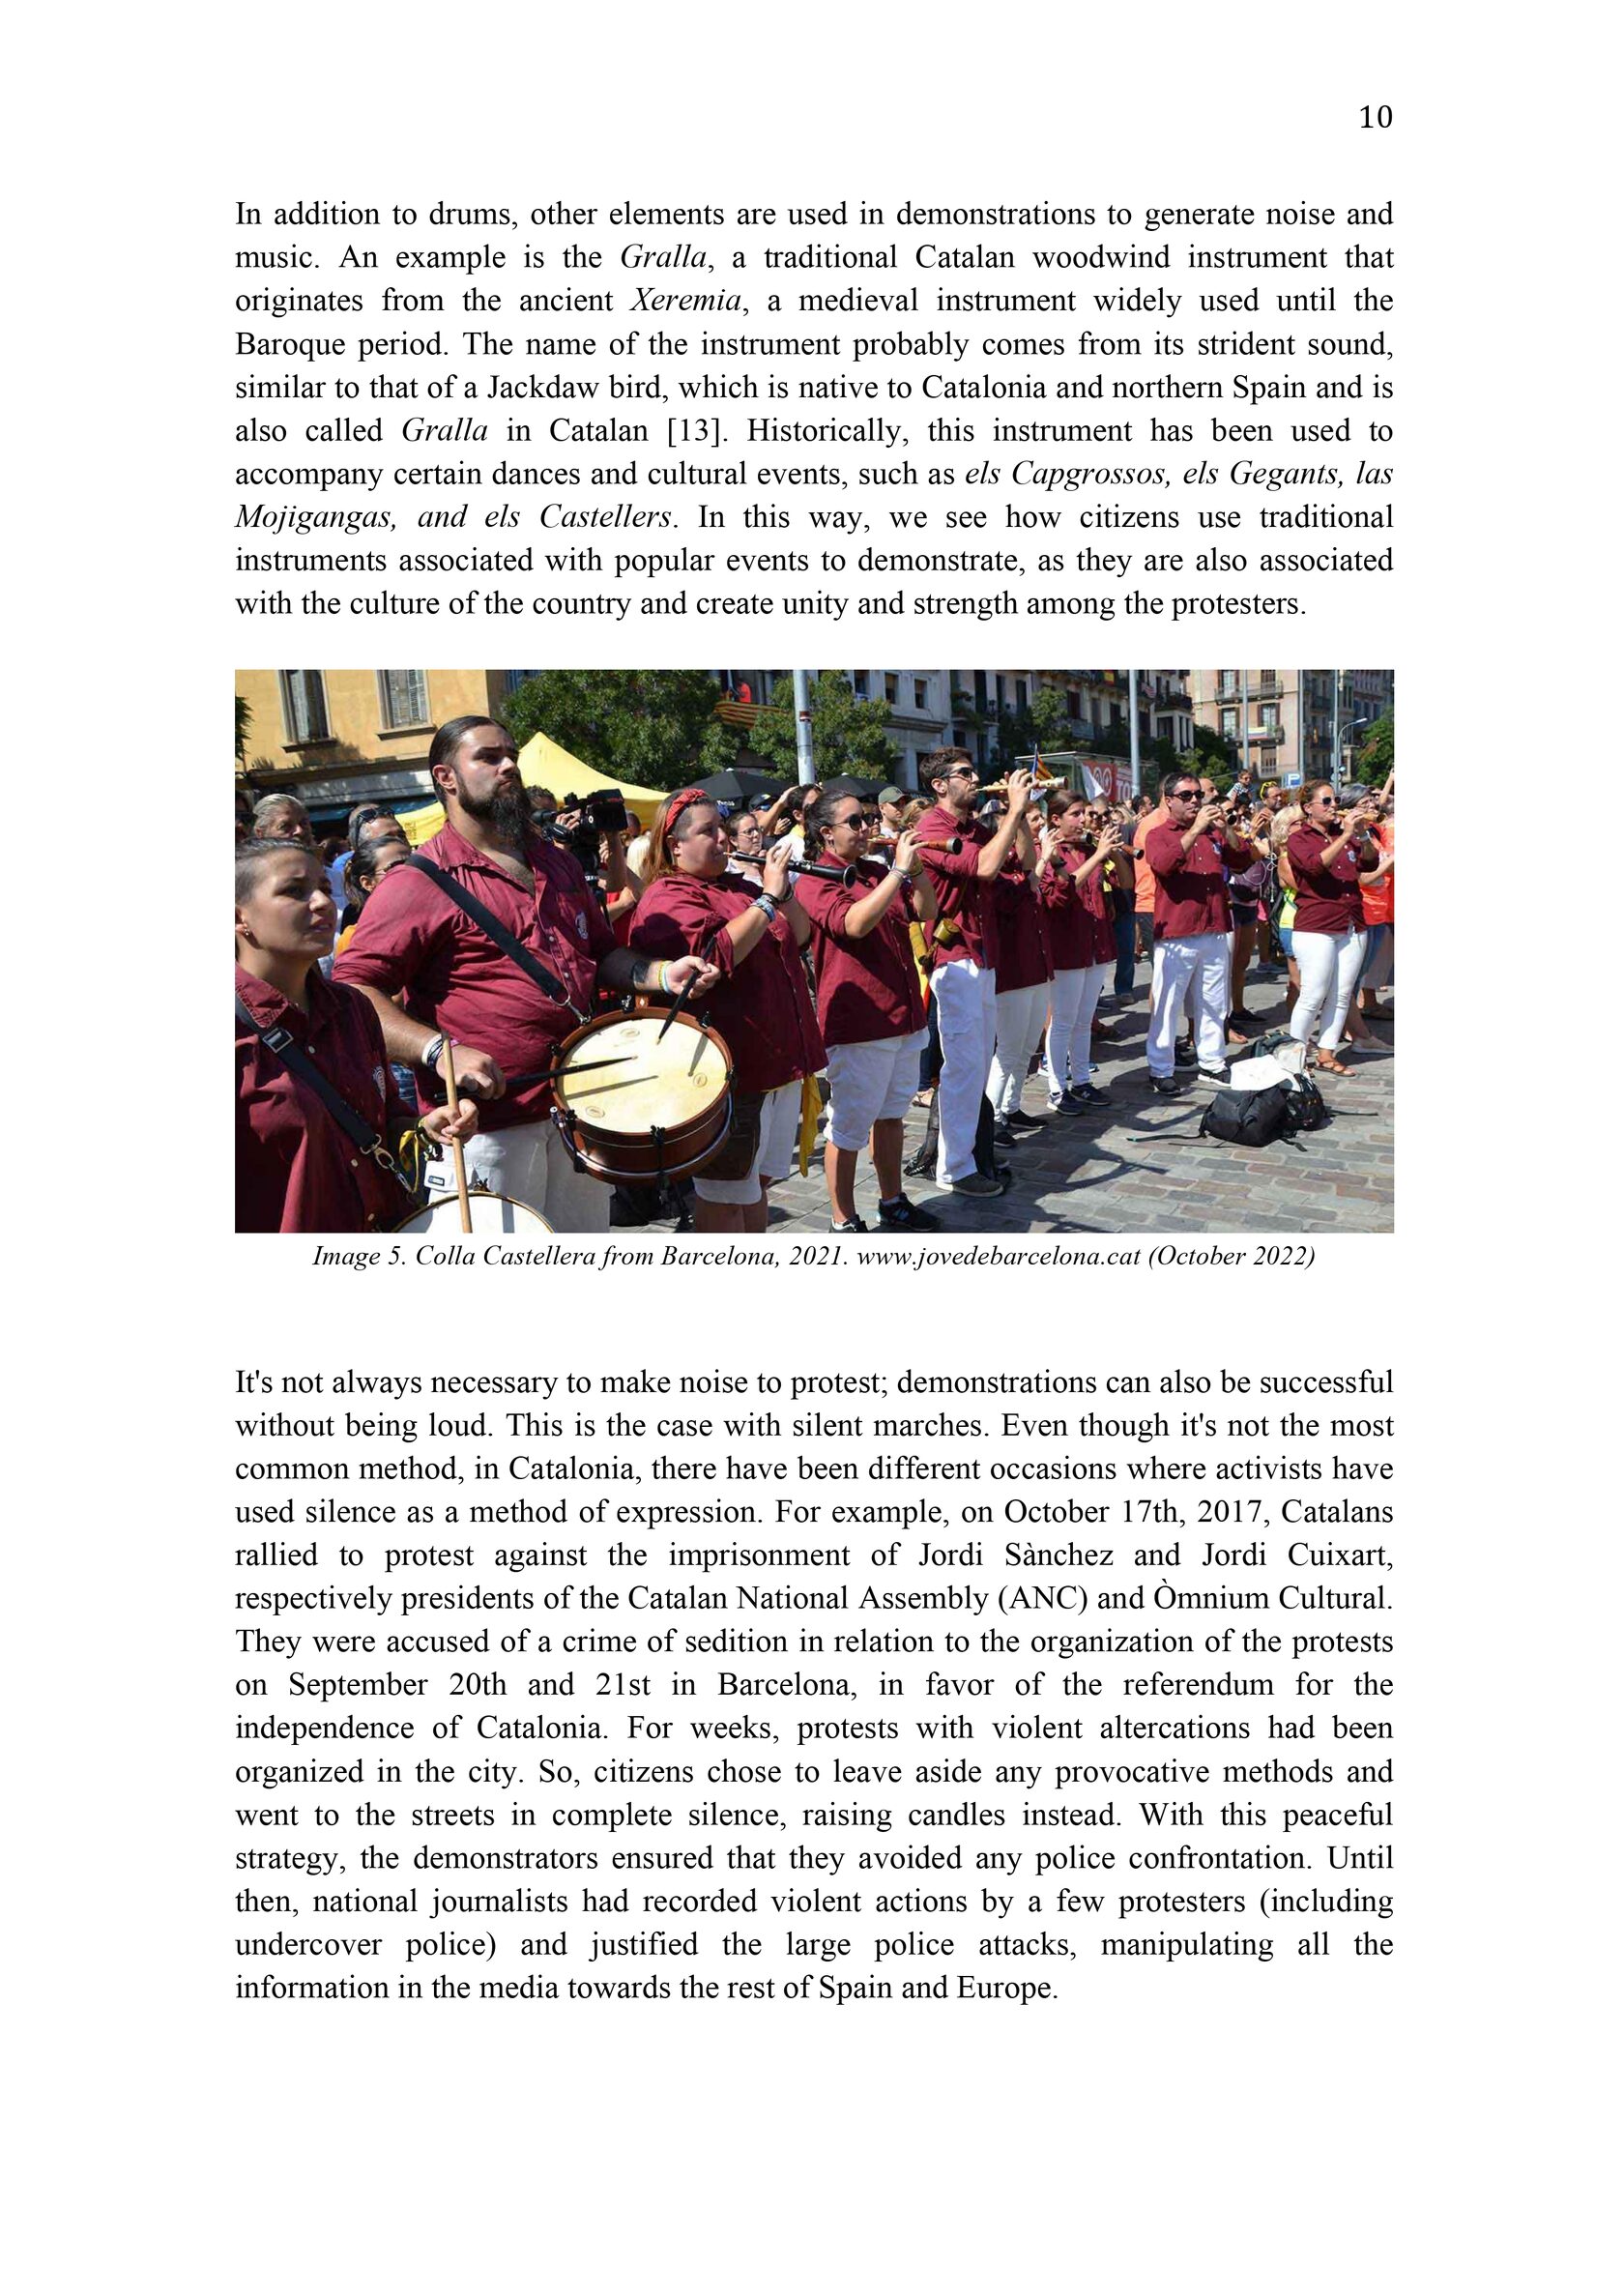 10
In addition to drums, other elements are used in demonstrations to generate noise and
music. An example is the Gralla, a traditional Catalan woodwind instrument that
originates from the ancient Xeremia, a medieval instrument widely used until the
Baroque period. The name of the instrument probably comes from its strident sound,
similar to that of a Jackdaw bird, which is native to Catalonia and northern Spain and is
also called Gralla in Catalan [13]. Historically, this instrument has been used to
accompany certain dances and cultural events, such as els Capgrossos, els Gegants, las
Mojigangas, and els Castellers. In this way, we see how citizens use traditional
instruments associated with popular events to demonstrate, as they are also associated
with the culture of the country and create unity and strength among the protesters.
Image 5. Colla Castellera from Barcelona, 2021. www.jovedebarcelona.cat (October 2022)
It's not always necessary to make noise to protest; demonstrations can also be successful
without being loud. This is the case with silent marches. Even though it's not the most
common method, in Catalonia, there have been different occasions where activists have
used silence as a method of expression. For example, on October 17th, 2017, Catalans
rallied to protest against the imprisonment of Jordi Sànchez and Jordi Cuixart,
respectively presidents of the Catalan National Assembly (ANC) and Òmnium Cultural.
They were accused of a crime of sedition in relation to the organization of the protests
on September 20th and 21st in Barcelona, in favor of the referendum for the
independence of Catalonia. For weeks, protests with violent altercations had been
organized in the city. So, citizens chose to leave aside any provocative methods and
went to the streets in complete silence, raising candles instead. With this peaceful
strategy, the demonstrators ensured that they avoided any police confrontation. Until
then, national journalists had recorded violent actions by a few protesters (including
undercover police) and justified the large police attacks, manipulating all the
information in the media towards the rest of Spain and Europe.